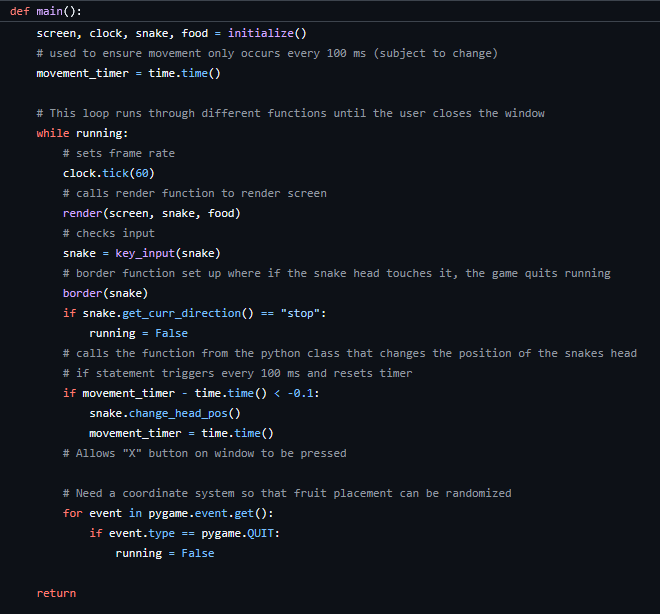 def main():
    screen, clock, snake, food = initialize()
    # used to ensure movement only occurs every 100 ms (subject to change)
    movement_timer = time.time()

    # This loop runs through different functions until the user closes the window
    while running:
        # sets frame rate
        clock.tick(60)
        # calls render function to render screen
        render(screen, snake, food)
        # checks input
        snake = key_input(snake)
        # border function set up where if the snake head touches it, the game quits running
        border(snake)
        if snake.get_curr_direction() == "stop":
            running = False
        # calls the function from the python class that changes the position of the snakes head
        # if statement triggers every 100 ms and resets timer
        if movement_timer - time.time() < -0.1:
            snake.change_head_pos()
            movement_timer = time.time()
        # Allows "X" button on window to be pressed

        # Need a coordinate system so that fruit placement can be randomized
        for event in pygame.event.get():
            if event.type == pygame.QUIT:
                running = False

    return